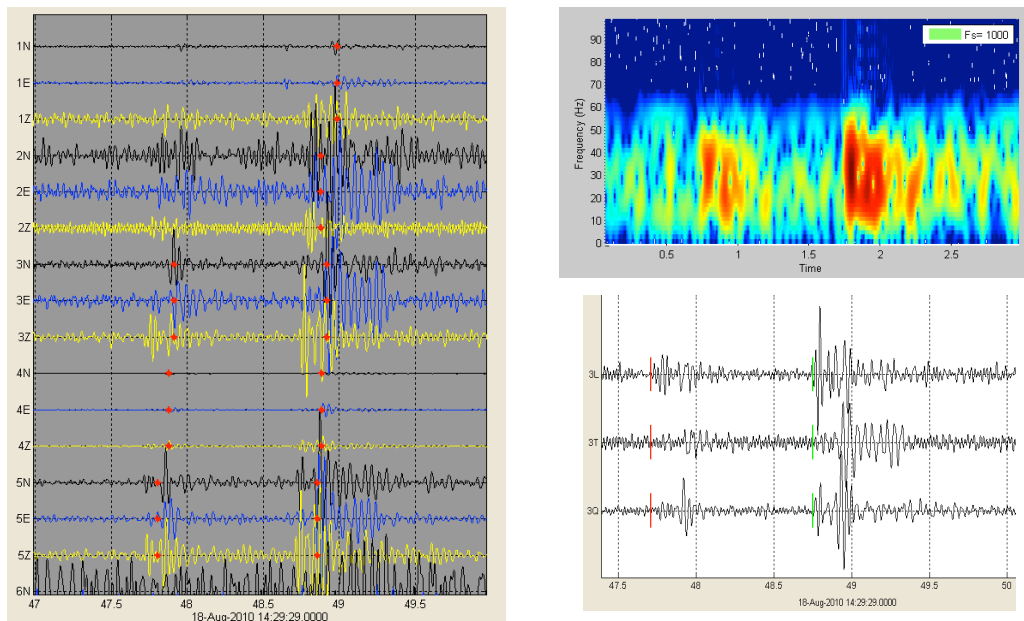 1N
1E
1Z
2N
2E
2Z
3N
3E
3Z
4N
4E
4Z
5N
5E
5Z
6N
47 47.5 48 48.5 49 49.5
18-Aug-2010 14:29:29.0000
Fs= 1000
Frequency (Hz)
90
80
70
60
50
40
30
20
10
0
0.5 1 1.5 2 2.5
Time
3L
3T
3Q
47.5 48 48.5 49 49.5 50
18-Aug-2010 14:29:29.0000